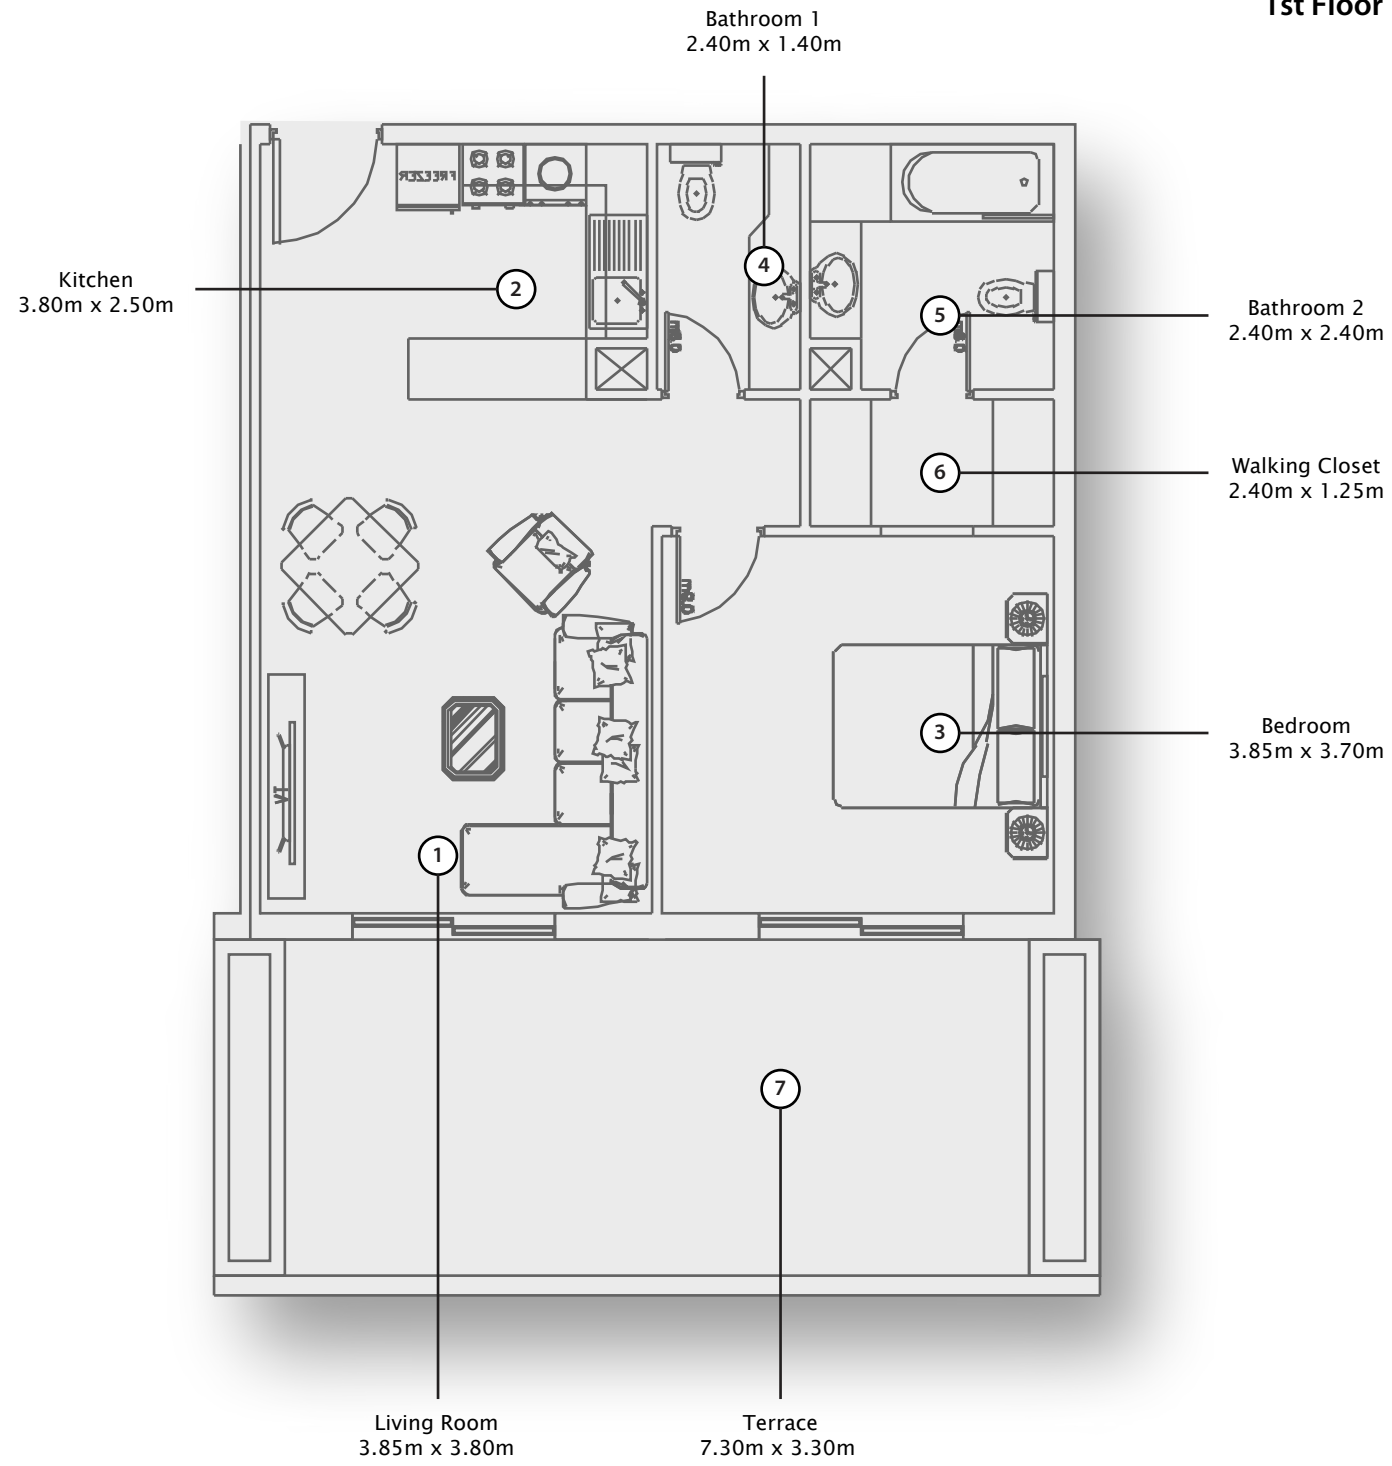 1st Floor
Bathroom 1
2.40m x 1.40m
FREEZER
4
Kitchen
3.80m x 2.50m
2
5
Bathroom 2
2.40m x 2.40m
6
Walking Closet
2.40m x 1.25m
3
Bedroom
3.85m x 3.70m
TV
1
7
Living Room
3.85m x 3.80m
Terrace
7.30m x 3.30m